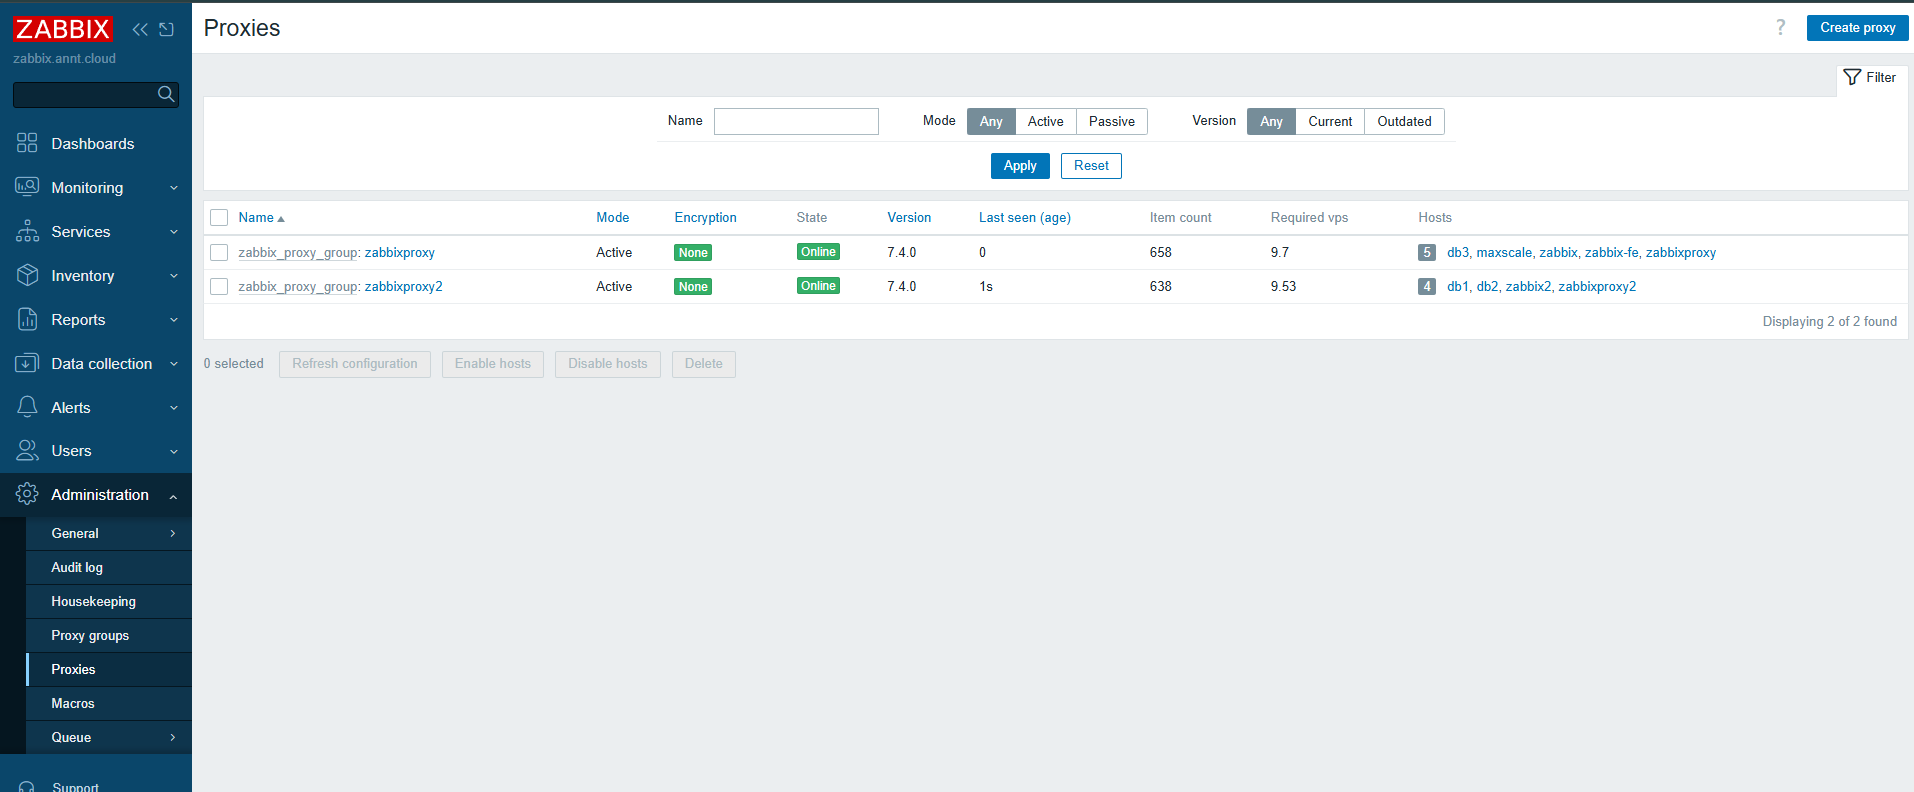 ZABBIX
zabbix.annt.cloud
Dashboards
Monitoring
Services
Inventory
Reports
Data collection
Alerts
Users
Administration
General
Audit log
Housekeeping
Proxy groups
Proxies
Macros
Queue
Support
Proxies
? Create proxy
Filter
Name Mode Any Active Passive Version Any Current Outdated
Apply Reset
Name Mode Encryption State Version Last seen (age) Item count Required vps Hosts
zabbix_proxy_group: zabbixproxy Active None Online 7.4.0 0 658 9.7 5 db3, maxscale, zabbix, zabbix-fe, zabbixproxy
zabbix_proxy_group: zabbixproxy2 Active None Online 7.4.0 1s 638 9.53 4 db1, db2, zabbix2, zabbixproxy2
Displaying 2 of 2 found
0 selected Refresh configuration Enable hosts Disable hosts Delete